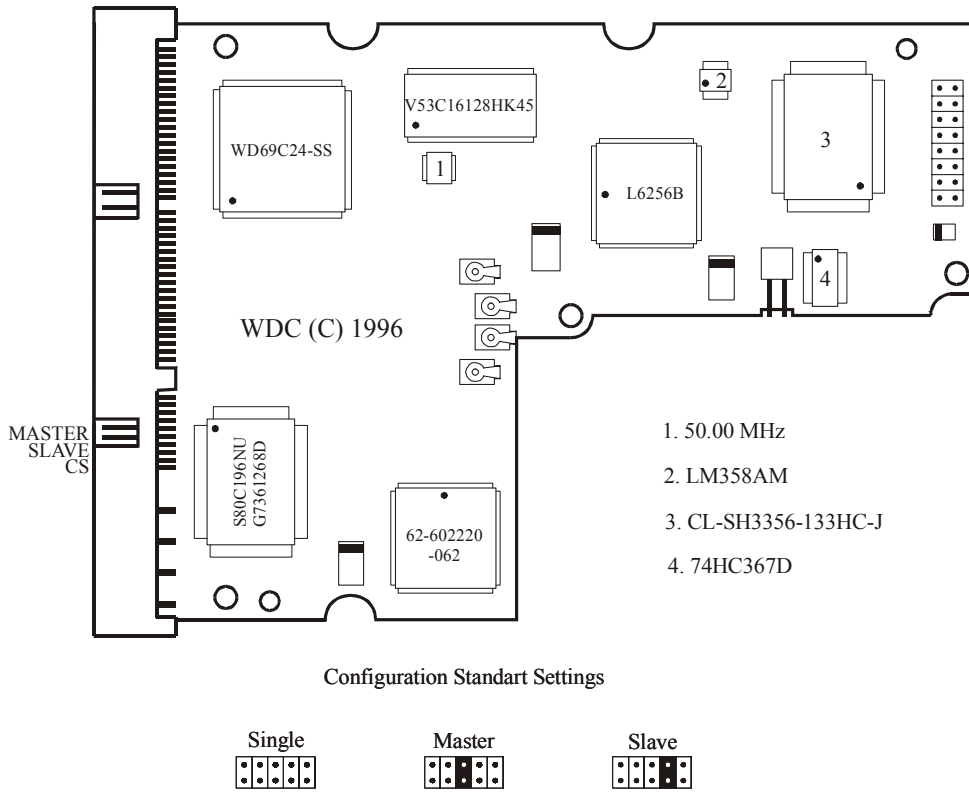 V53C16128HK45
2
WD69C24-SS
3
1
L6256B
4
WDC (C) 1996
MASTER
SLAVE
CS
S80C196NU
G7361268D
62-602220
-062
1. 50.00 MHz
2. LM358AM
3. CL-SH3356-133HC-J
4. 74HC367D
Configuration Standart Settings
Single
Master
Slave